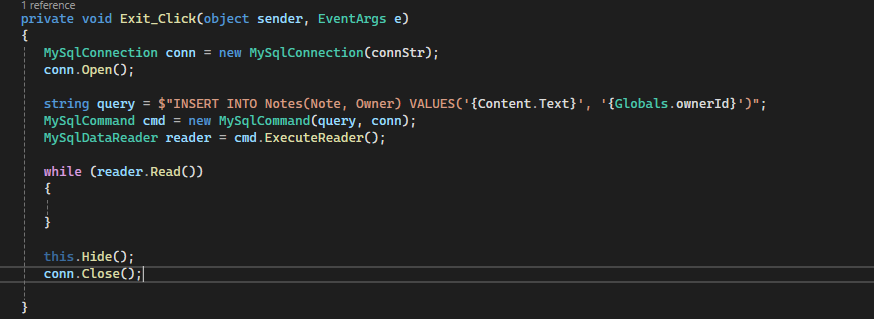 1 reference
private void Exit_Click(object sender, EventArgs e)
{
MySqlConnection conn = new MySqlConnection(connStr);
conn.Open();
string query = $"INSERT INTO Notes(Note, Owner) VALUES('{Content.Text}', '{Globals.ownerId}')";
MySqlCommand cmd = new MySqlCommand(query, conn);
MySqlDataReader reader = cmd.ExecuteReader();
while (reader.Read())
{
}
this.Hide();
conn.Close();
}